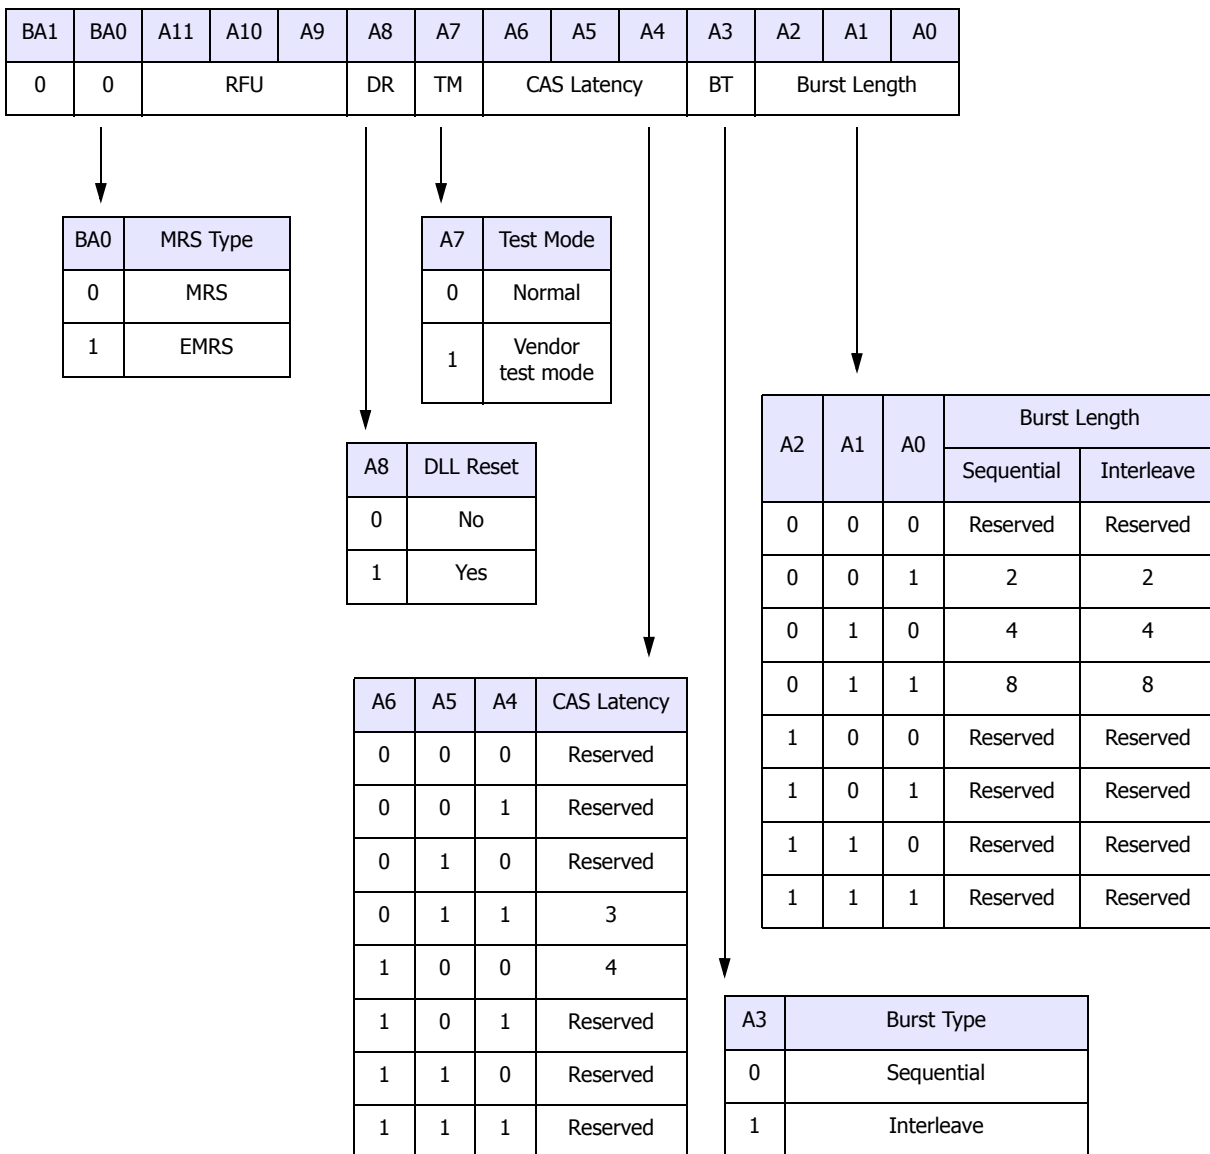 BA1 BA0 A11 A10 A9 A8 A7 A6 A5 A4 A3 A2 A1 A0
0 0 RFU DR TM CAS Latency BT Burst Length
BA0 MRS Type
0 MRS
1 EMRS
A7 Test Mode
0 Normal
1 Vendor
test mode
A8 DLL Reset
0 No
1 Yes
A2 A1 A0 Burst Length
Sequential Interleave
0 0 0 Reserved Reserved
0 0 1 2 2
0 1 0 4 4
0 1 1 8 8
1 0 0 Reserved Reserved
1 0 1 Reserved Reserved
1 1 0 Reserved Reserved
1 1 1 Reserved Reserved
A6 A5 A4 CAS Latency
0 0 0 Reserved
0 0 1 Reserved
0 1 0 Reserved
0 1 1 3
1 0 0 4
1 0 1 Reserved
1 1 0 Reserved
1 1 1 Reserved
A3 Burst Type
0 Sequential
1 Interleave